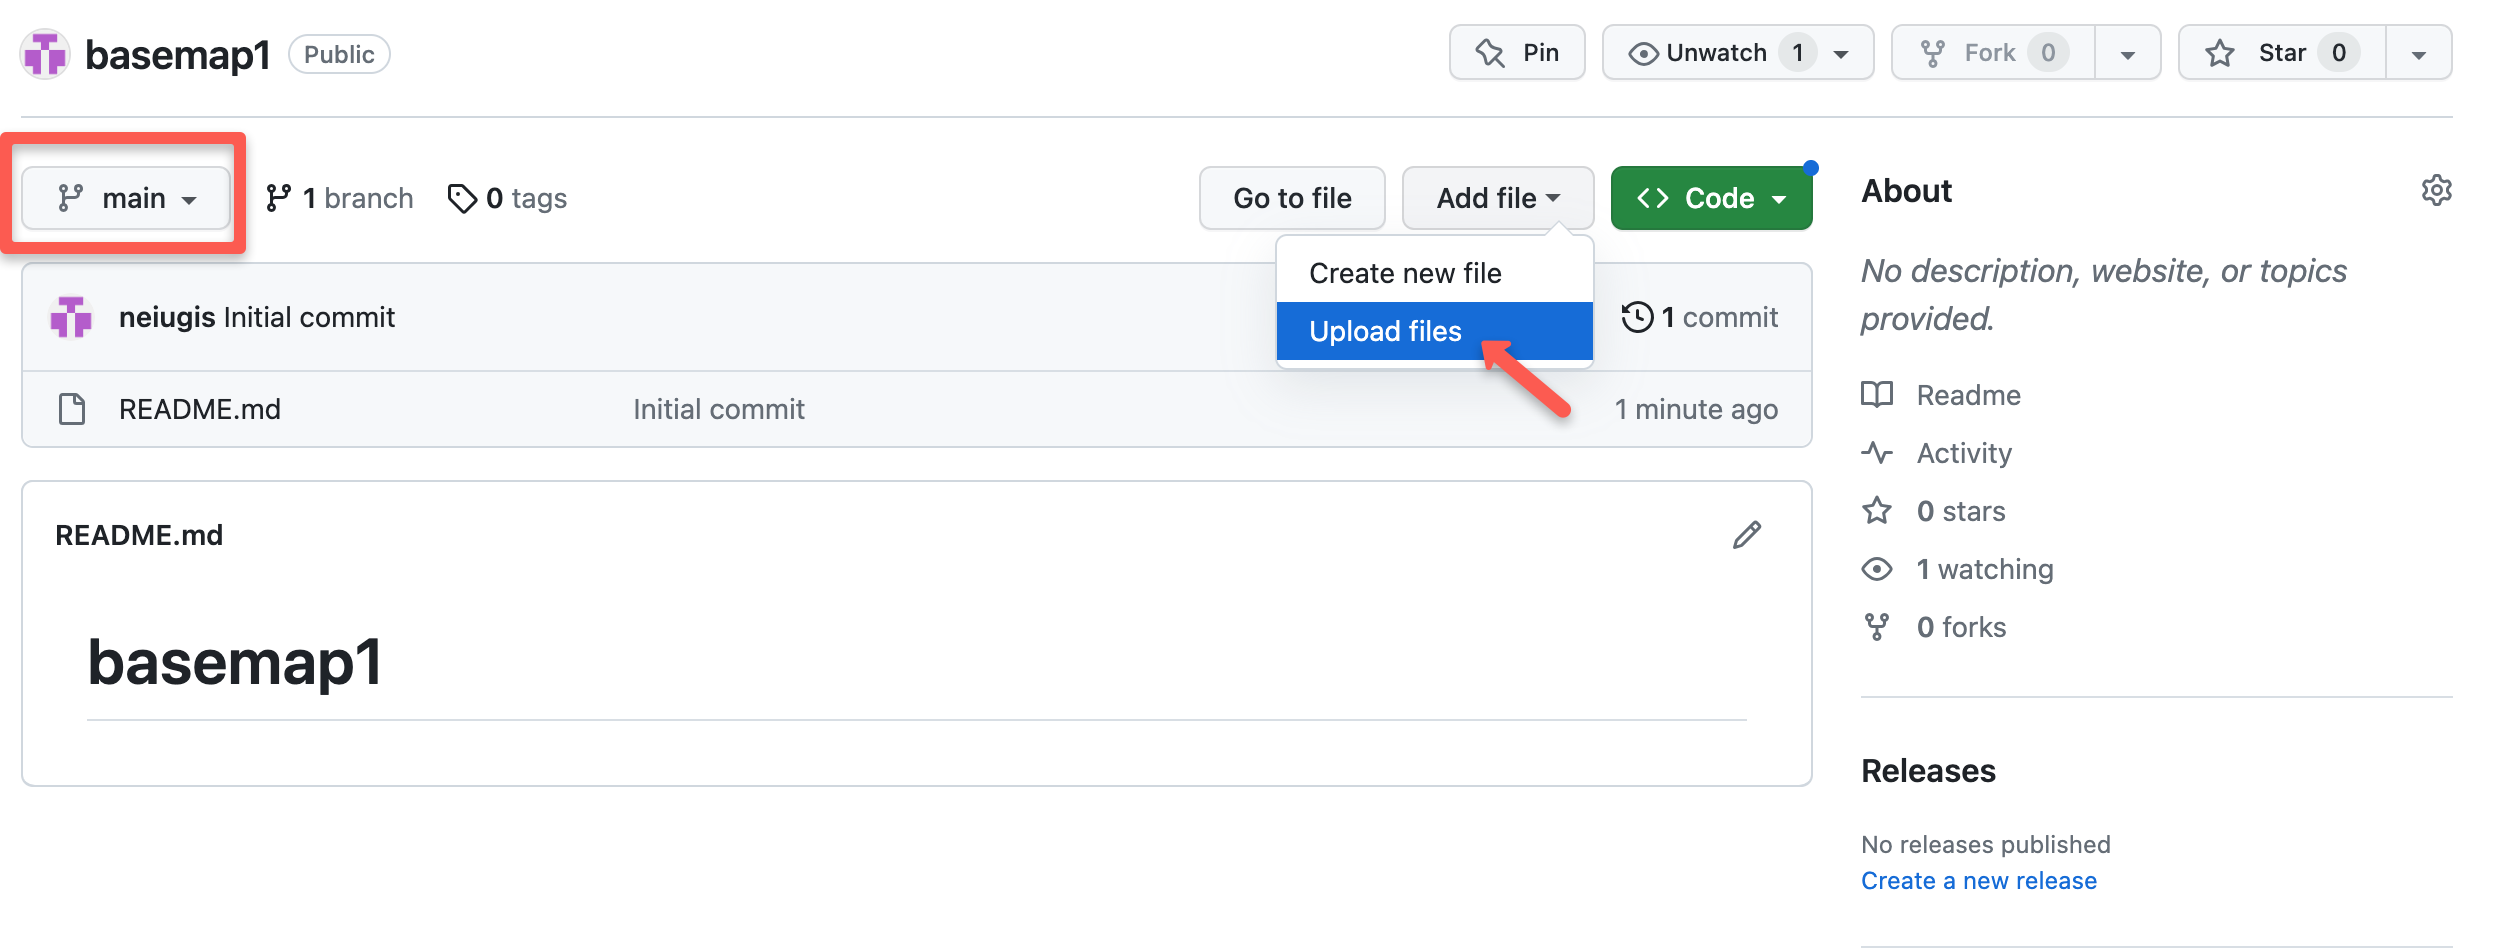 basemap1 Public
Pin
Unwatch 1
Fork 0
Star 0
main
1 branch
0 tags
Go to file
Add file
Code
Create new file
Upload files
neiugis Initial commit
1 commit
README.md
Initial commit
1 minute ago
README.md
basemap1
About
No description, website, or topics
provided.
Readme
Activity
0 stars
1 watching
0 forks
Releases
No releases published
Create a new release